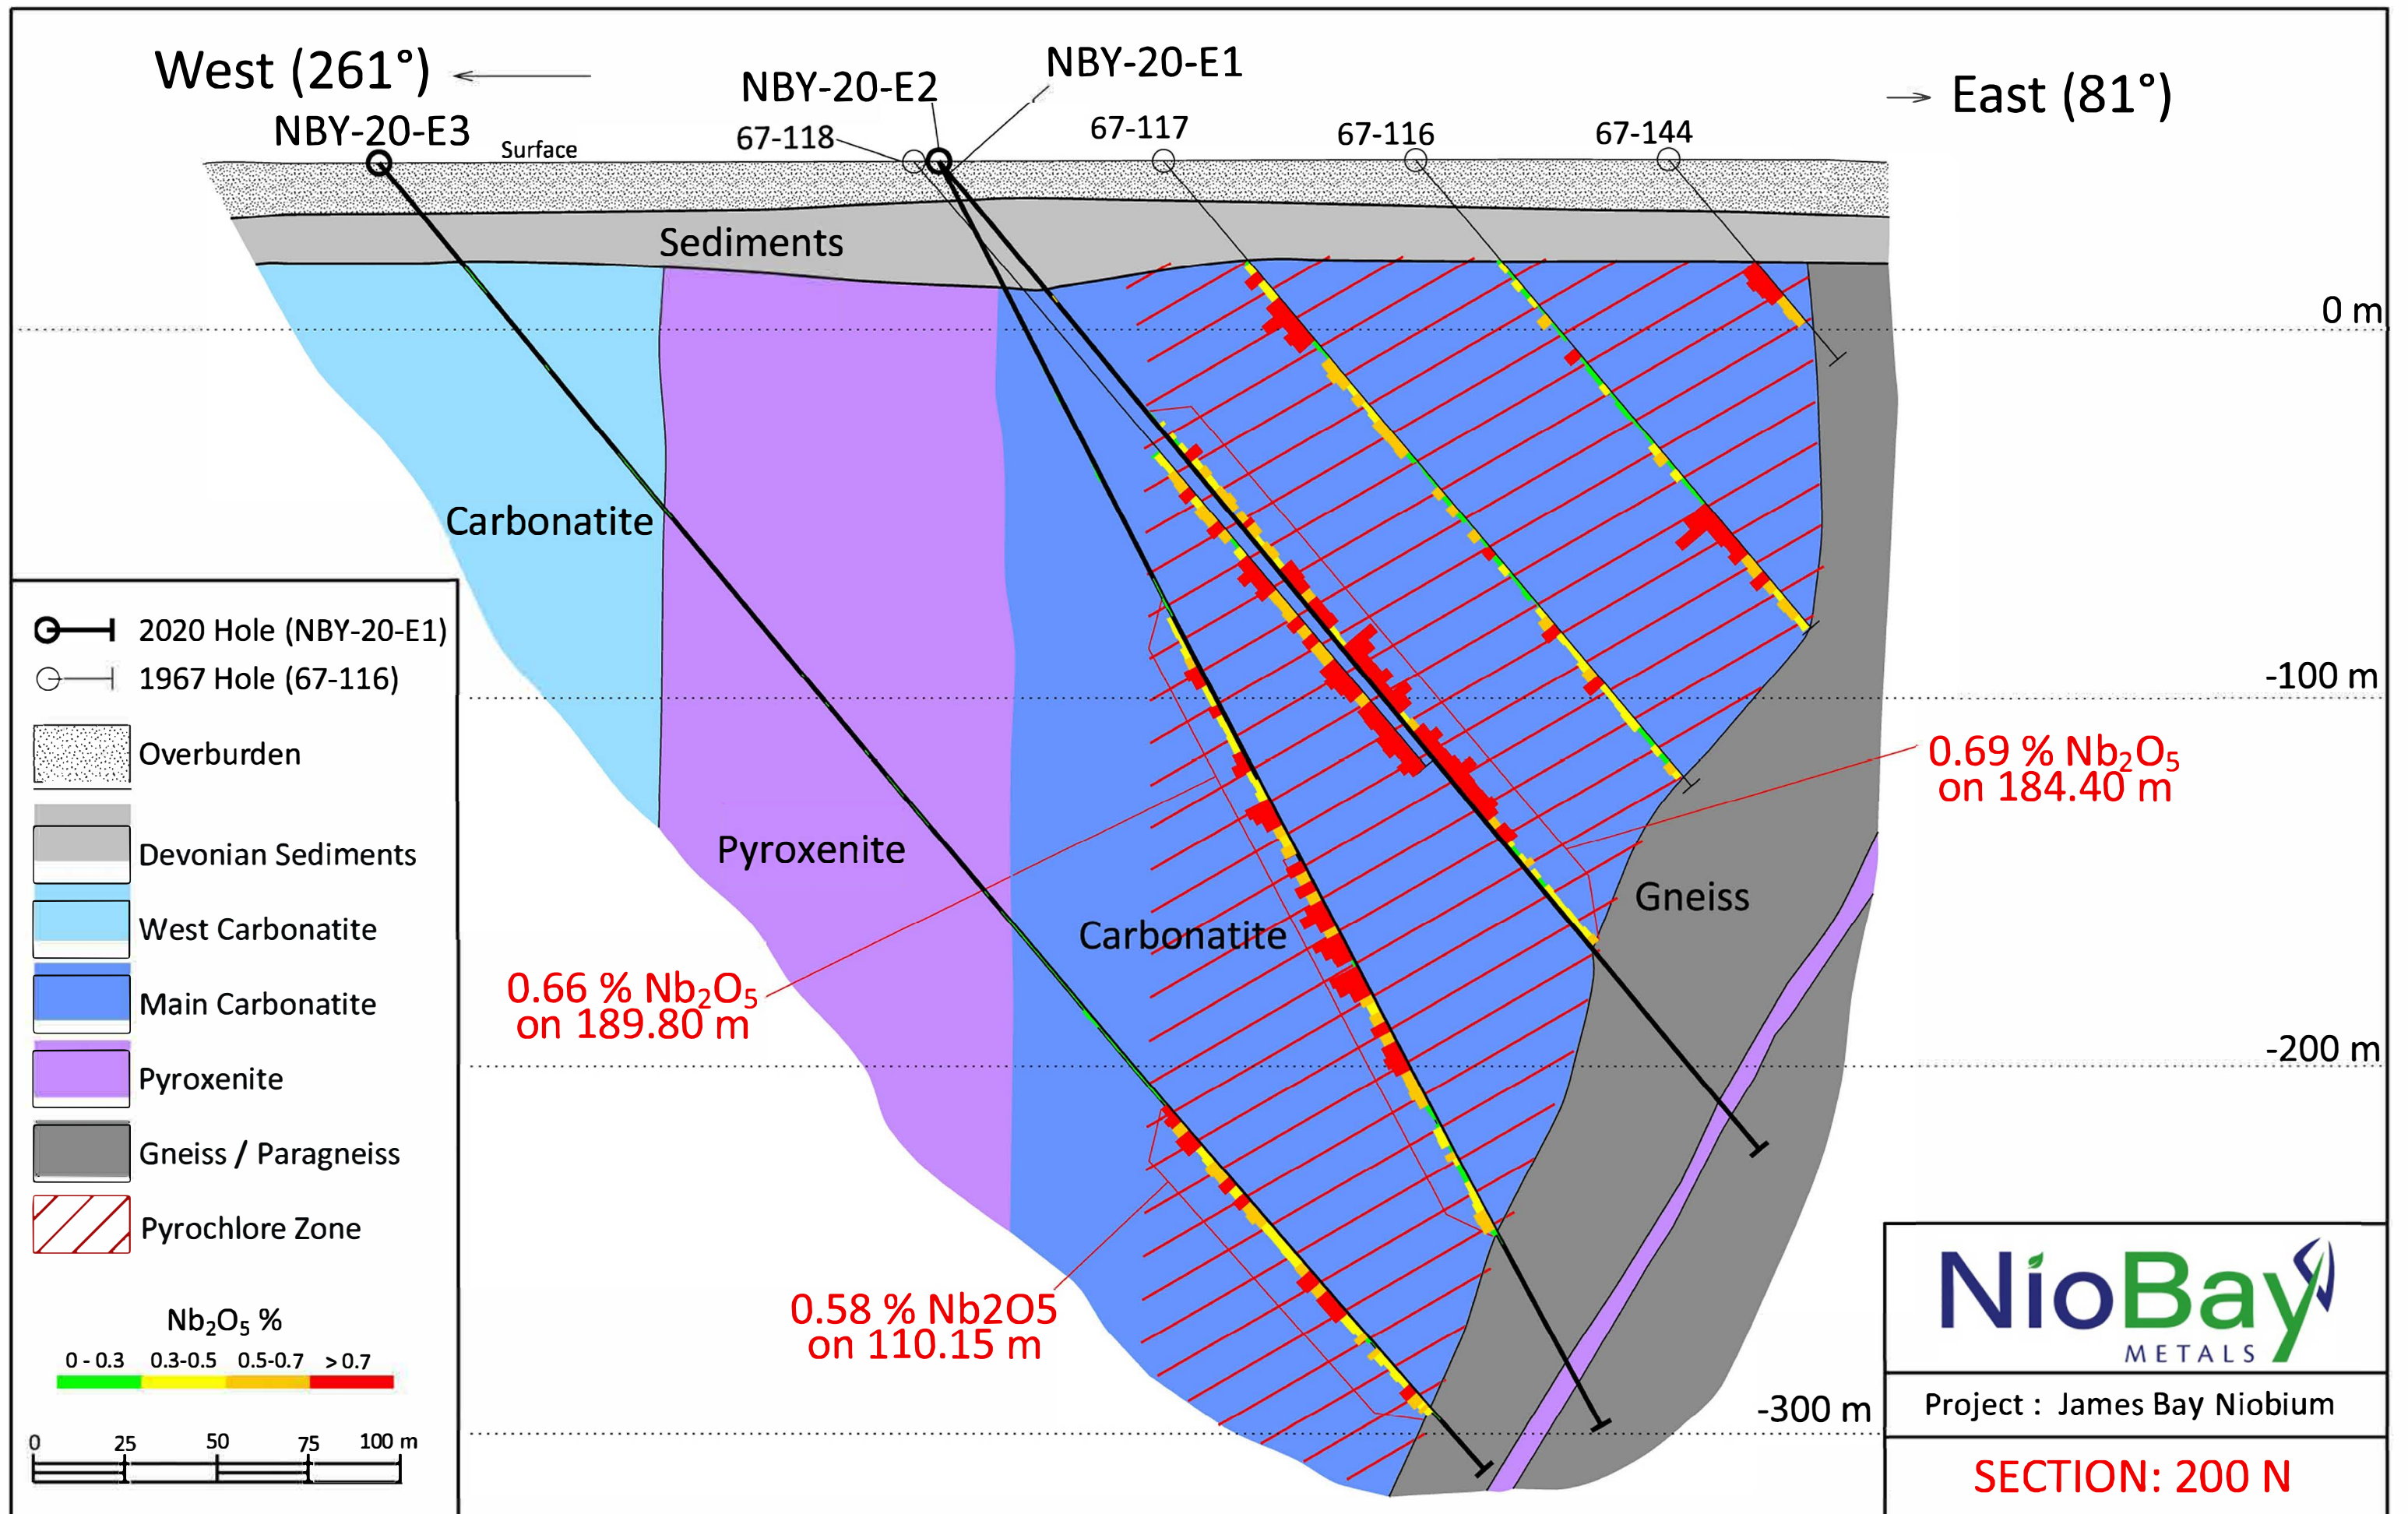 West (261°)
NBY-20-E3
Surface
NBY-20-E2
NBY-20-E1
67-118
67-117
67-116
67-144
East (81°)
Sediments
0 m
Carbonatite
-100 m
0.69 % Nb₂O₅
on 184.40 m
Pyroxenite
Gneiss
Carbonatite
0.66 % Nb₂O₅
on 189.80 m
-200 m
0.58 % Nb2O5
on 110.15 m
-300 m
2020 Hole (NBY-20-E1)
1967 Hole (67-116)
Overburden
Devonian Sediments
West Carbonatite
Main Carbonatite
Pyroxenite
Gneiss / Paragneiss
Pyrochlore Zone
Nb₂O₅ %
0 - 0.3 0.3-0.5 0.5-0.7 > 0.7
0 25 50 75 100 m
NioBay
METALS
Project : James Bay Niobium
SECTION: 200 N